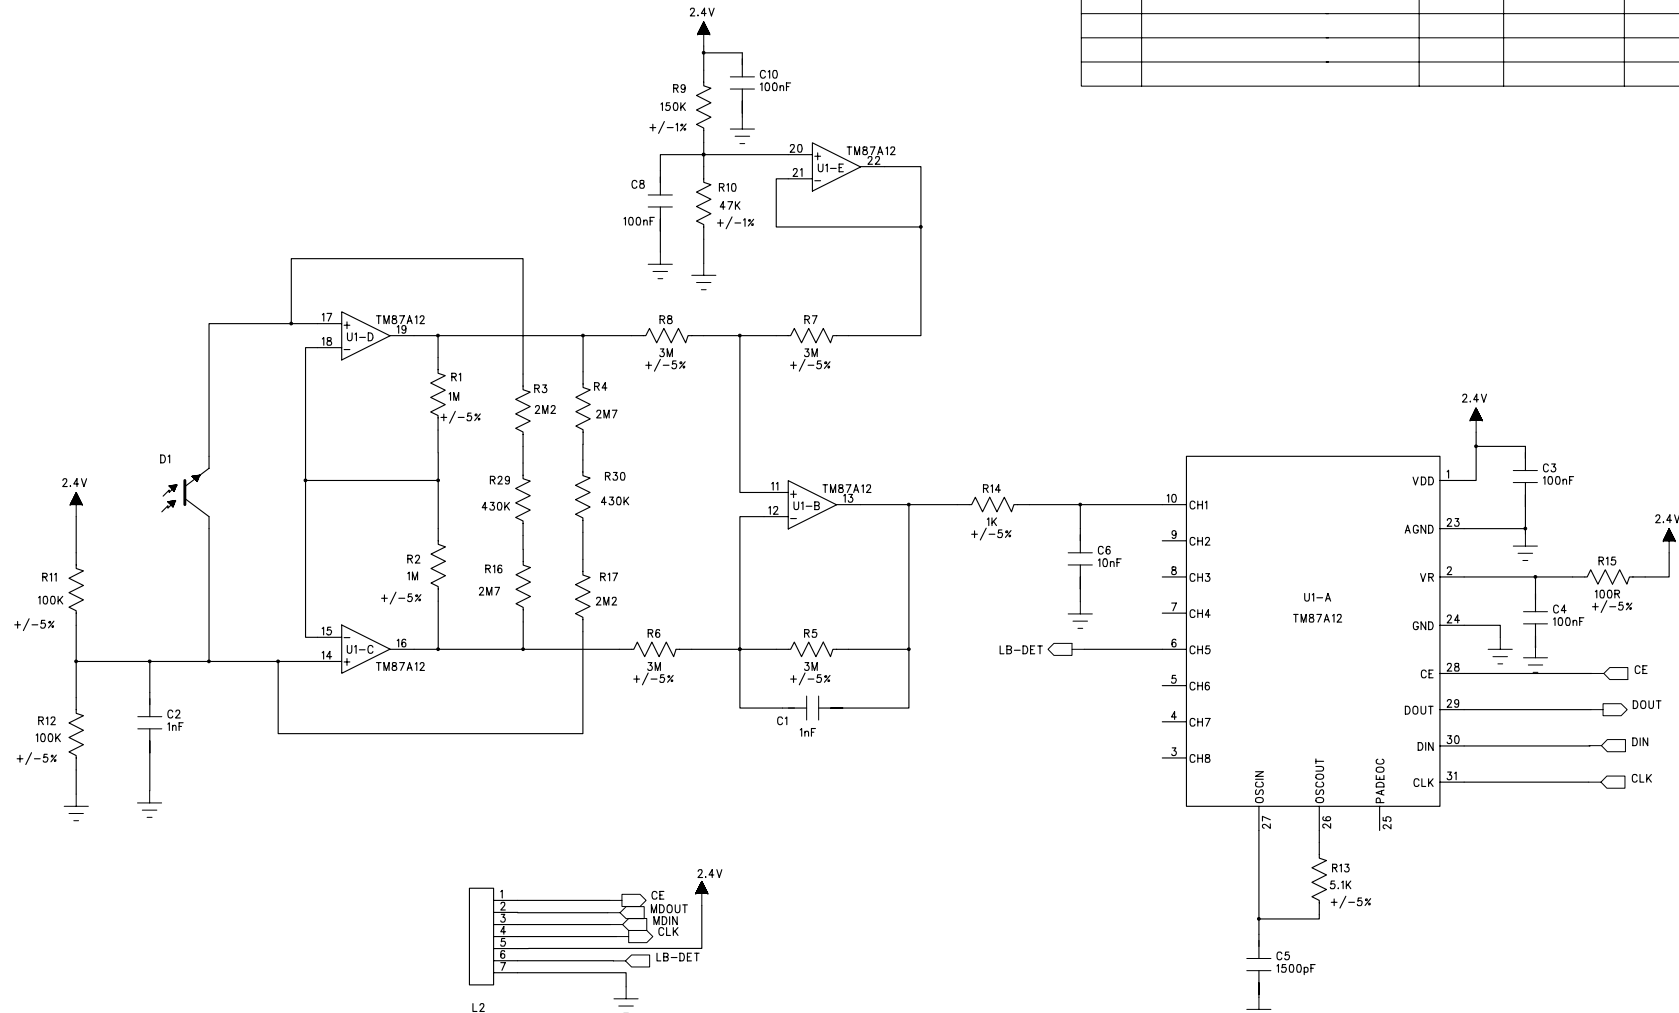 2.4V
C10
100nF
R9
150K
+/-1%
20
21
+
-
U1-E
TM87A12
22
C8
100nF
R10
47K
+/-1%
17
18
+
-
U1-D
TM87A12
19
R8
3M
+/-5%
R7
3M
+/-5%
R1
1M
+/-5%
R3
2M2
R4
2M7
D1
2.4V
R29
430K
R30
430K
11
12
+
-
U1-B
TM87A12
13
R14
1K
+/-5%
C6
10nF
R11
100K
+/-5%
R2
1M
+/-5%
R16
2M7
R17
2M2
15
14
-
+
U1-C
16
TM87A12
R6
3M
+/-5%
R5
3M
+/-5%
C1
1nF
R12
100K
+/-5%
C2
1nF
2.4V
C3
100nF
2.4V
R15
100R
+/-5%
C4
100nF
U1-A
TM87A12
10 CH1
9 CH2
8 CH3
7 CH4
LB-DET 6 CH5
5 CH6
4 CH7
3 CH8
VDD 1
AGND 23
VR 2
GND 24
CE 28 CE
DOUT 29 DOUT
DIN 30 DIN
CLK 31 CLK
OSCIN
27
OSCOUT
26
PADEOC
25
R13
5.1K
+/-5%
C5
1500pF
2.4V
1 CE
2 MDOUT
3 MDIN
4 CLK
5
6 LB-DET
7
L2